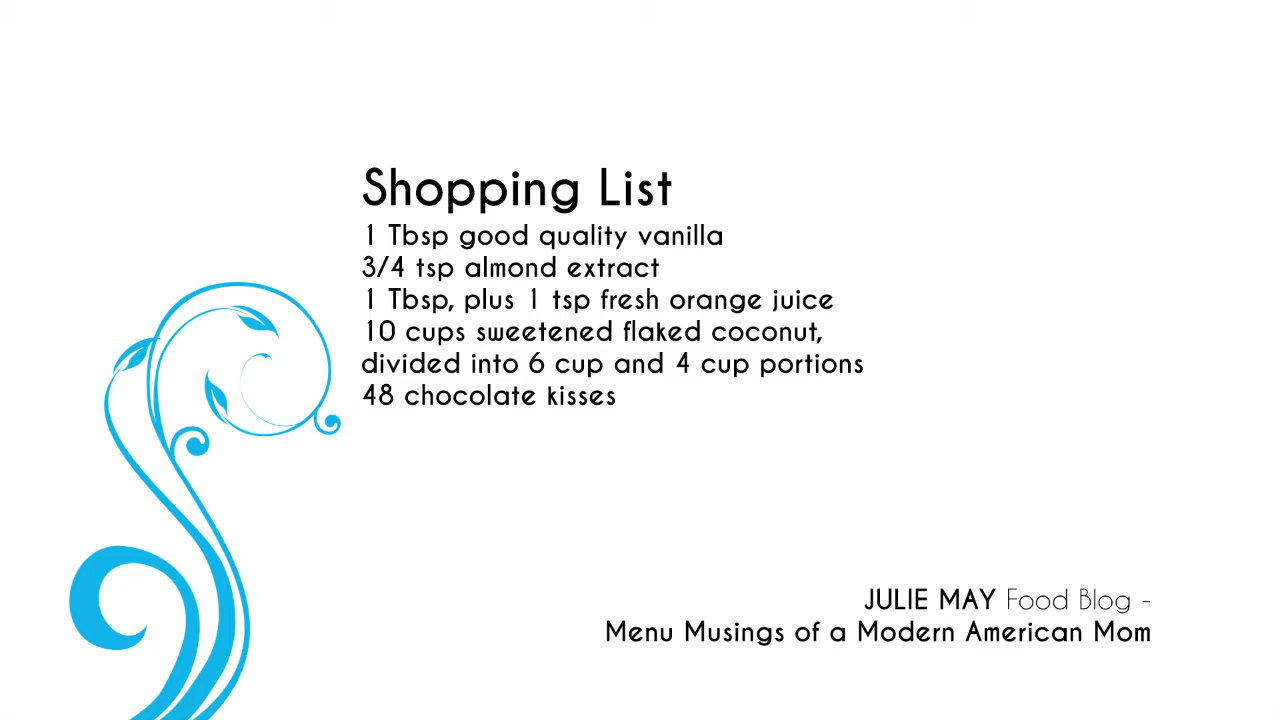 Shopping List
1 Tbsp good quality vanilla
3/4 tsp almond extract
1 Tbsp, plus 1 tsp fresh orange juice
10 cups sweetened flaked coconut,
divided into 6 cup and 4 cup portions
48 chocolate kisses
JULIE MAY Food Blog -
Menu Musings of a Modern American Mom